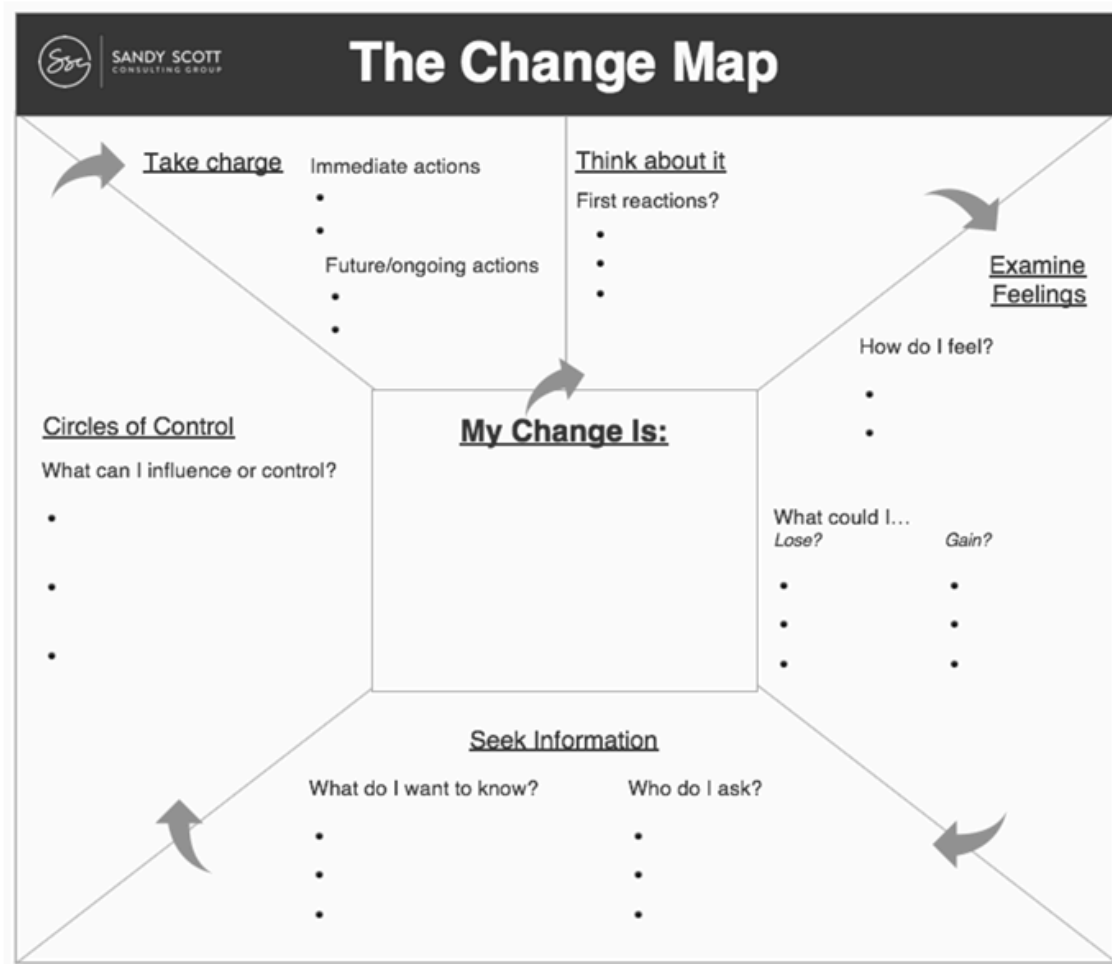 SANDY SCOTT
CONSULTING GROUP
The Change Map
My Change Is:
Think about it
First reactions?
Examine
Feelings
How do I feel?
What could I...
Lose?
Gain?
Seek Information
What do I want to know?
Who do I ask?
Circles of Control
What can I influence or control?
Take charge
Immediate actions
Future/ongoing actions